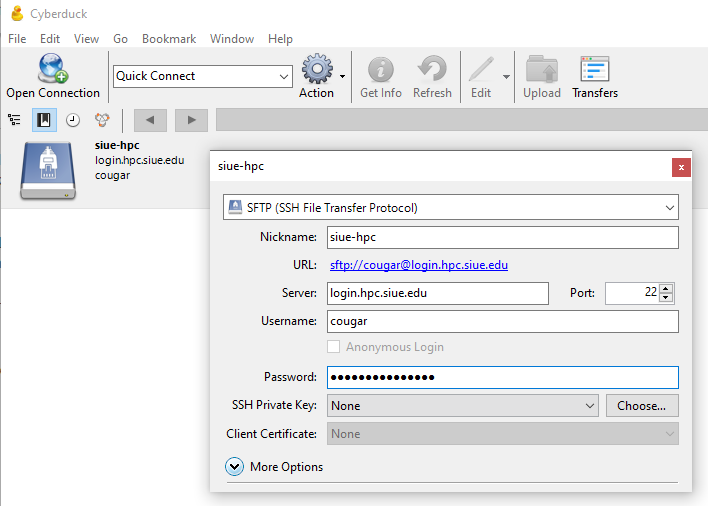 Cyberduck
File Edit View Go Bookmark Window Help
Open Connection Quick Connect Action Get Info Refresh Edit Upload Transfers
siue-hpc
login.hpc.siue.edu
cougar
siue-hpc x
SFTP (SSH File Transfer Protocol)
Nickname: siue-hpc
URL: sftp://cougar@login.hpc.siue.edu
Server: login.hpc.siue.edu Port: 22
Username: cougar
Anonymous Login
Password: ●●●●●●●●●●●●●●●
SSH Private Key: None Choose...
Client Certificate: None
More Options